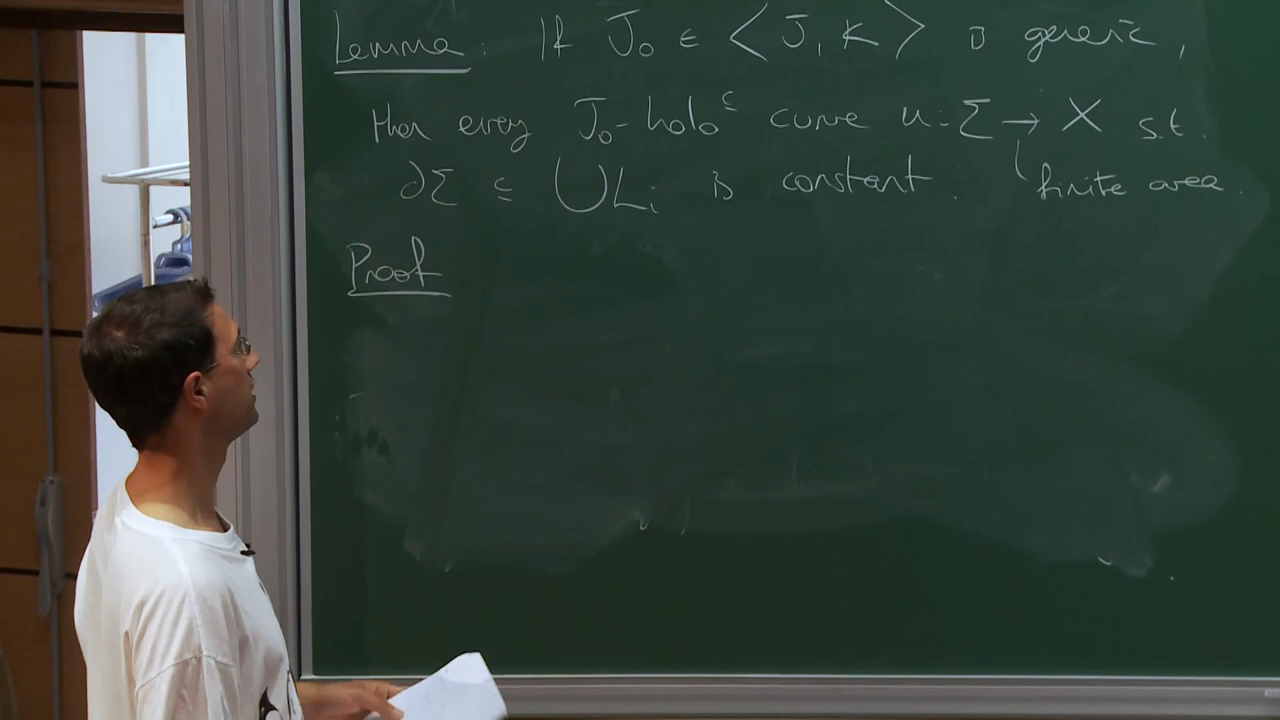 Lemma: If J₀ ∈ ⟨J, K⟩ is generic,
then every J₀-holoᶜ curve u: Σ → X s.t.
∂Σ ⊆ ⋃Lᵢ is constant. finite area.
Proof